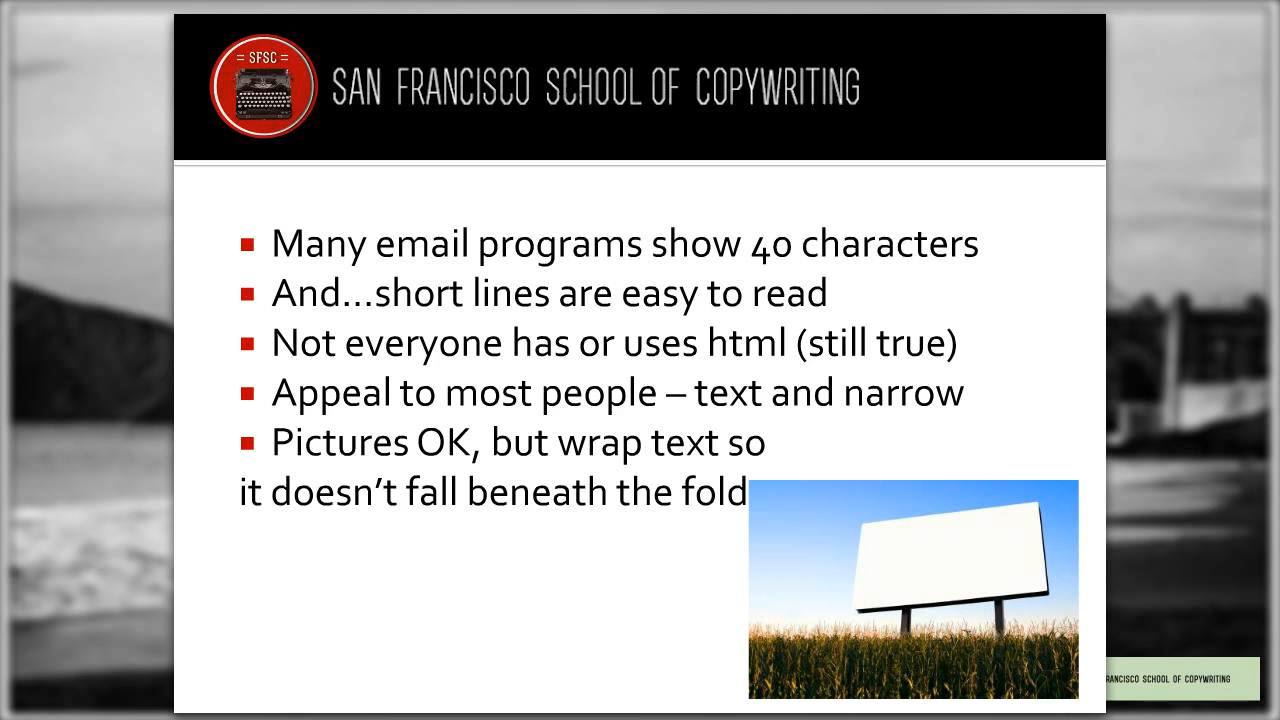 = SFSC =
SAN FRANCISCO SCHOOL OF COPYWRITING
Many email programs show 40 characters
And...short lines are easy to read
Not everyone has or uses html (still true)
Appeal to most people – text and narrow
Pictures OK, but wrap text so
it doesn't fall beneath the fold
RANCISCO SCHOOL OF COPYWRITING